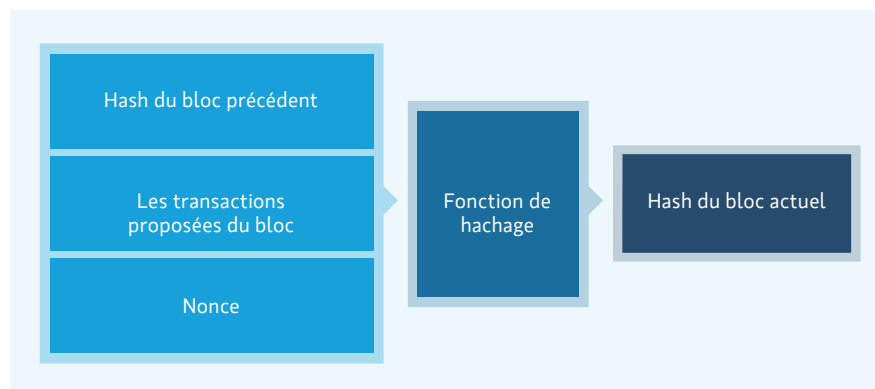 Hash du bloc précédent
Les transactions
proposées du bloc
Nonce
Fonction de
hachage
Hash du bloc actuel